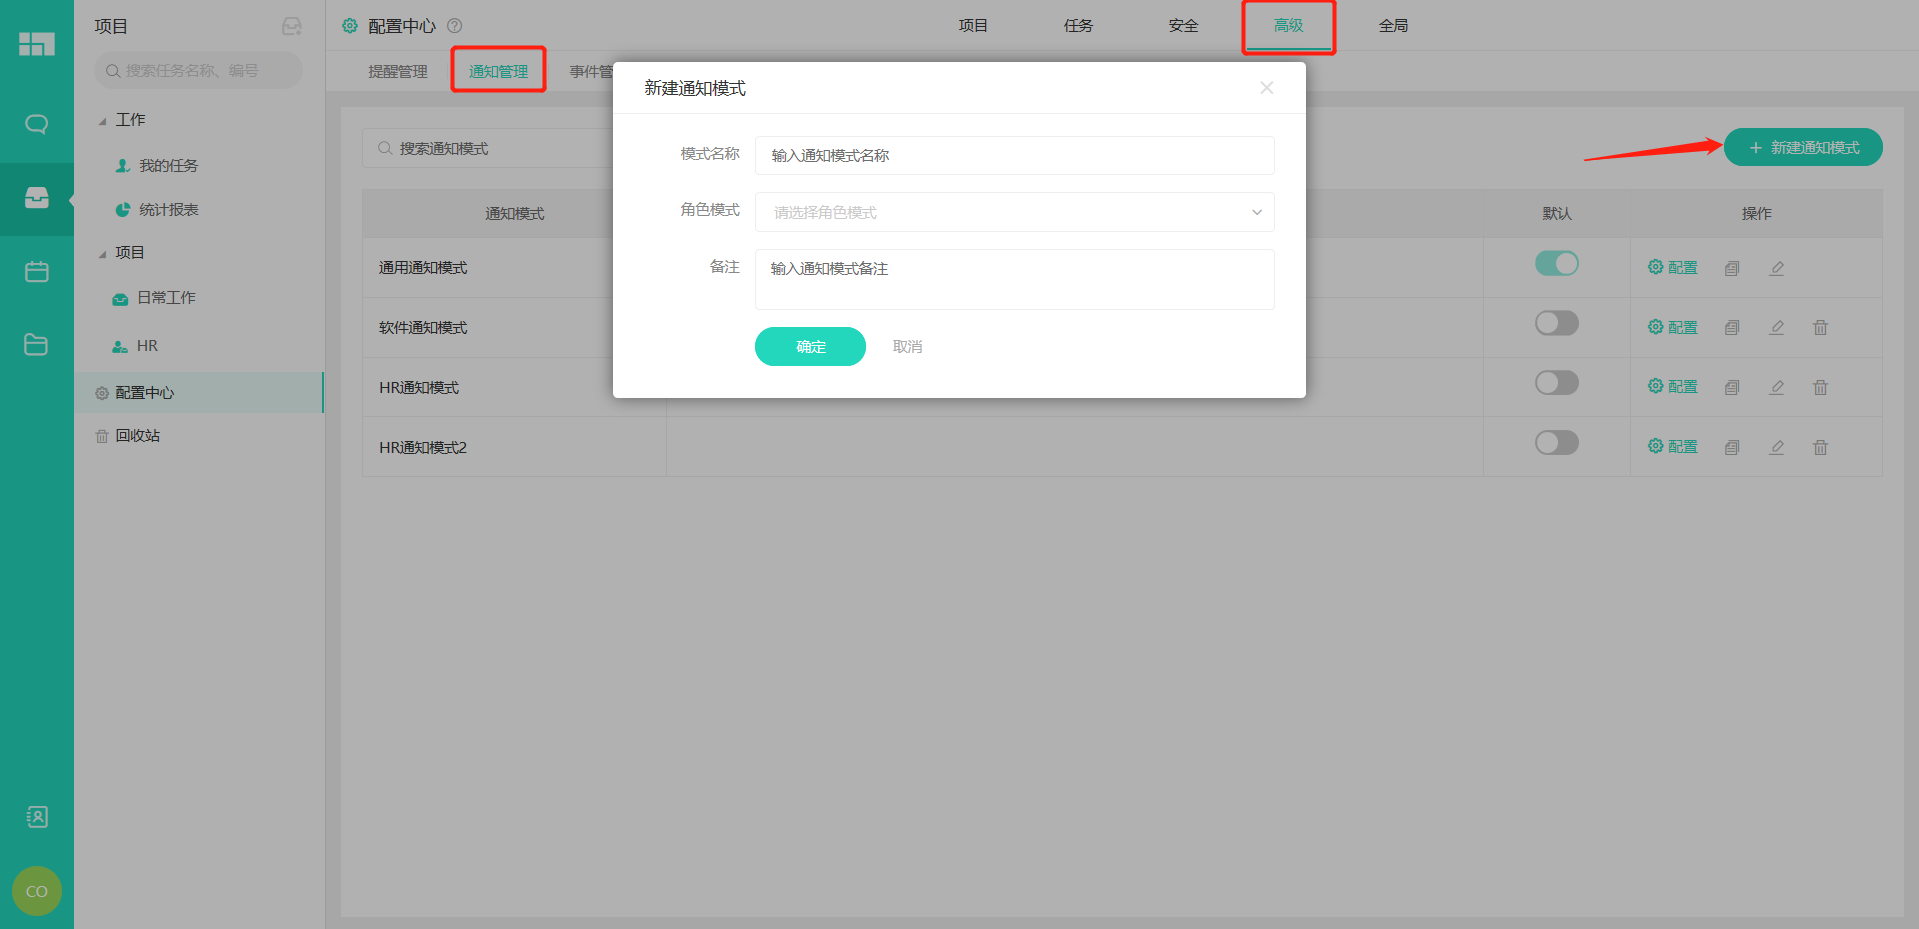 项目
搜索任务名称、编号
工作
我的任务
统计报表
项目
日常工作
HR
配置中心
回收站
CO
配置中心
项目
任务
安全
高级
全局
提醒管理
通知管理
事件管
搜索通知模式
新建通知模式
通知模式
默认
操作
通用通知模式
配置
软件通知模式
配置
HR通知模式
配置
HR通知模式2
配置
新建通知模式
模式名称
输入通知模式名称
角色模式
请选择角色模式
备注
输入通知模式备注
确定
取消